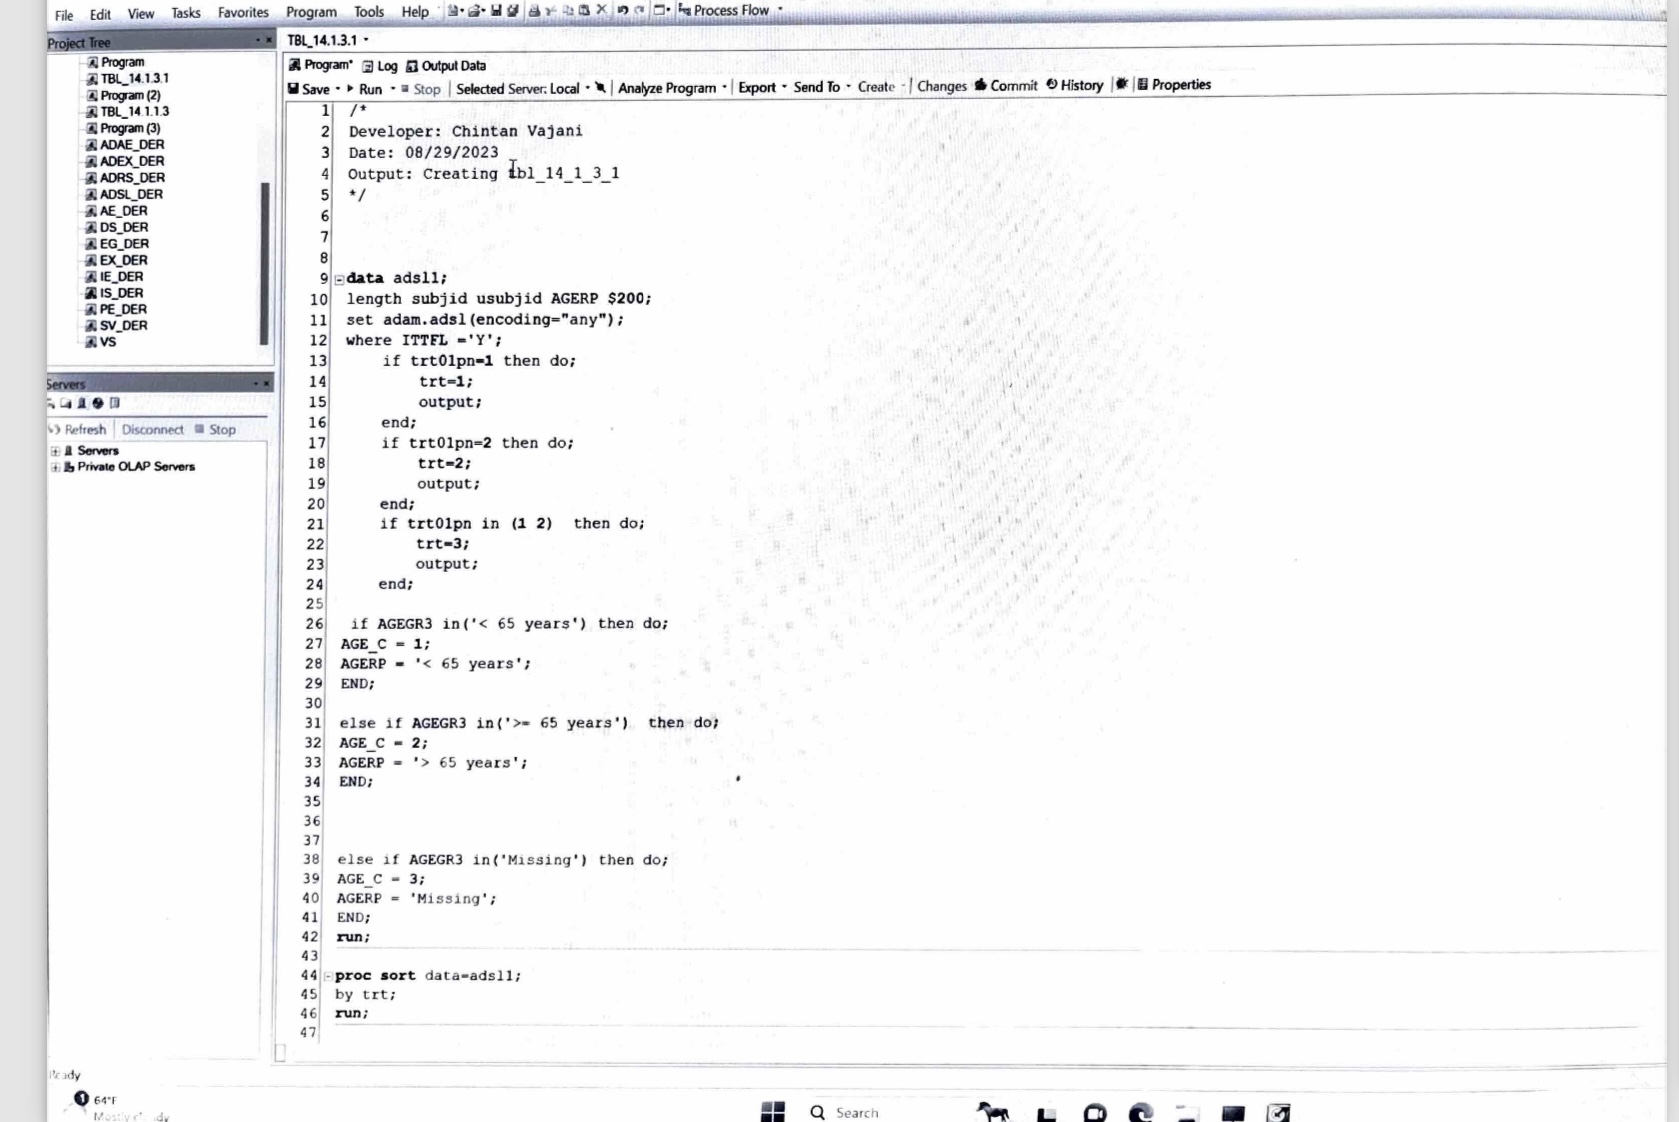 File Edit View Tasks Favorites Program Tools Help Process Flow
Project Tree
Program
TBL_14.1.3.1
Program (2)
TBL_14.1.1.3
Program (3)
ADAE_DER
ADEX_DER
ADRS_DER
ADSL_DER
AE_DER
DS_DER
EG_DER
EX_DER
IE_DER
IS_DER
PE_DER
SV_DER
VS
Servers
Refresh Disconnect Stop
Servers
Private OLAP Servers
TBL_14.1.3.1
Program* Log Output Data
Save Run Stop Selected Server: Local Analyze Program Export Send To Create Changes Commit History Properties
1 /*
2 Developer: Chintan Vajani
3 Date: 08/29/2023
4 Output: Creating tbl_14_1_3_1
5 */
6
7
8
9 data adsl1;
10 length subjid usubjid AGERP $200;
11 set adam.adsl(encoding="any");
12 where ITTFL ='Y';
13 if trt01pn=1 then do;
14 trt=1;
15 output;
16 end;
17 if trt01pn=2 then do;
18 trt=2;
19 output;
20 end;
21 if trt01pn in (1 2) then do;
22 trt=3;
23 output;
24 end;
25
26 if AGEGR3 in('< 65 years') then do;
27 AGE_C = 1;
28 AGERP = '< 65 years';
29 END;
30
31 else if AGEGR3 in('>= 65 years') then do;
32 AGE_C = 2;
33 AGERP = '> 65 years';
34 END;
35
36
37
38 else if AGEGR3 in('Missing') then do;
39 AGE_C = 3;
40 AGERP = 'Missing';
41 END;
42 run;
43
44 proc sort data=adsl1;
45 by trt;
46 run;
47
Ready
1 64°F
Search